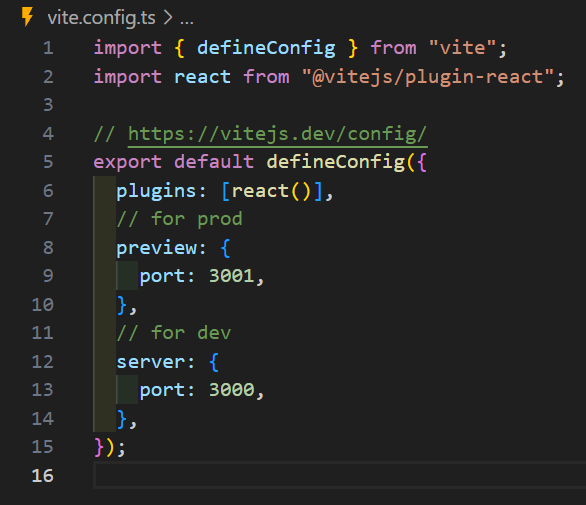 vite.config.ts > ...
1 import { defineConfig } from "vite";
2 import react from "@vitejs/plugin-react";
3
4 // https://vitejs.dev/config/
5 export default defineConfig({
6   plugins: [react()],
7   // for prod
8   preview: {
9     port: 3001,
10   },
11   // for dev
12   server: {
13     port: 3000,
14   },
15 });
16